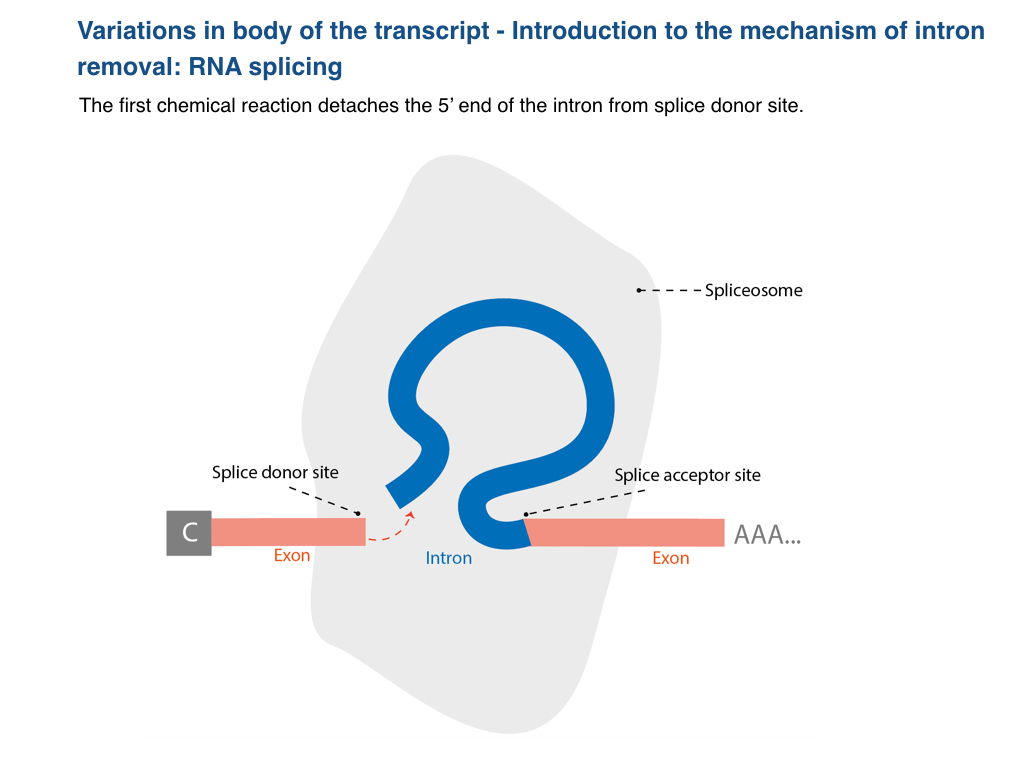 Variations in body of the transcript - Introduction to the mechanism of intron
removal: RNA splicing
The first chemical reaction detaches the 5’ end of the intron from splice donor site.
Spliceosome
Splice donor site
Splice acceptor site
C
AAA...
Exon
Intron
Exon